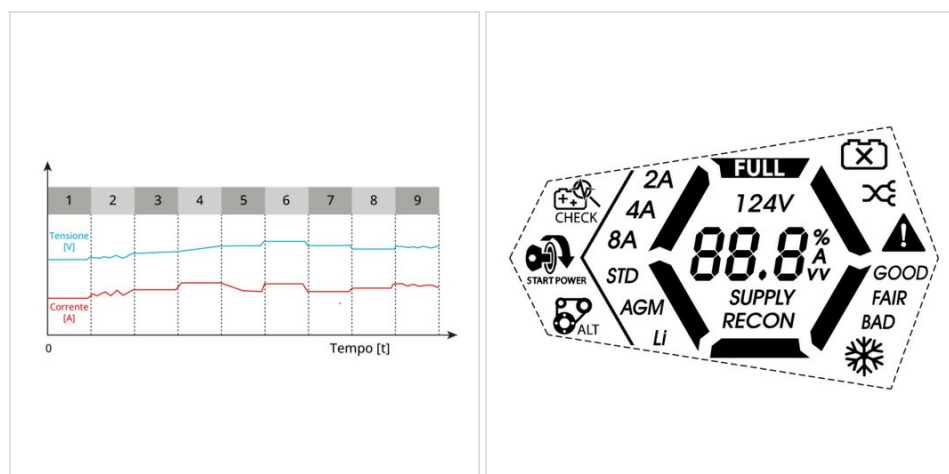 1 2 3 4 5 6 7 8 9
Tensione
[V]
Corrente
[A]
0
Tempo [t]
CHECK
START POWER
ALT
2A
4A
8A
STD
AGM
Li
FULL
124V
88.8
%
A
VV
SUPPLY
RECON
GOOD
FAIR
BAD